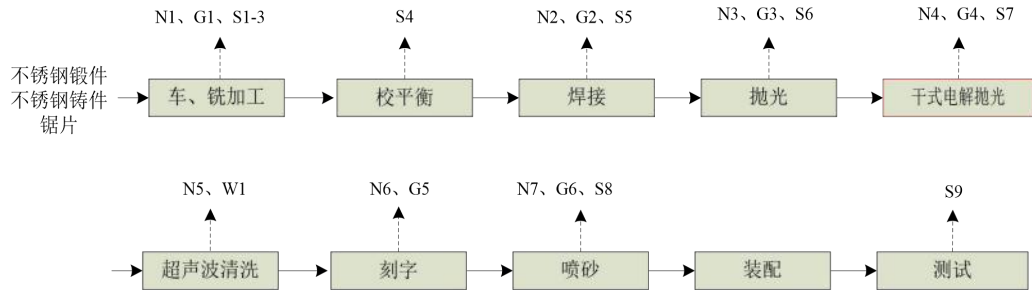 N1、G1、S1-3
S4
N2、G2、S5
N3、G3、S6
N4、G4、S7
不锈钢锻件
不锈钢铸件
锯片
车、铣加工
校平衡
焊接
抛光
干式电解抛光
N5、W1
N6、G5
N7、G6、S8
S9
超声波清洗
刻字
喷砂
装配
测试